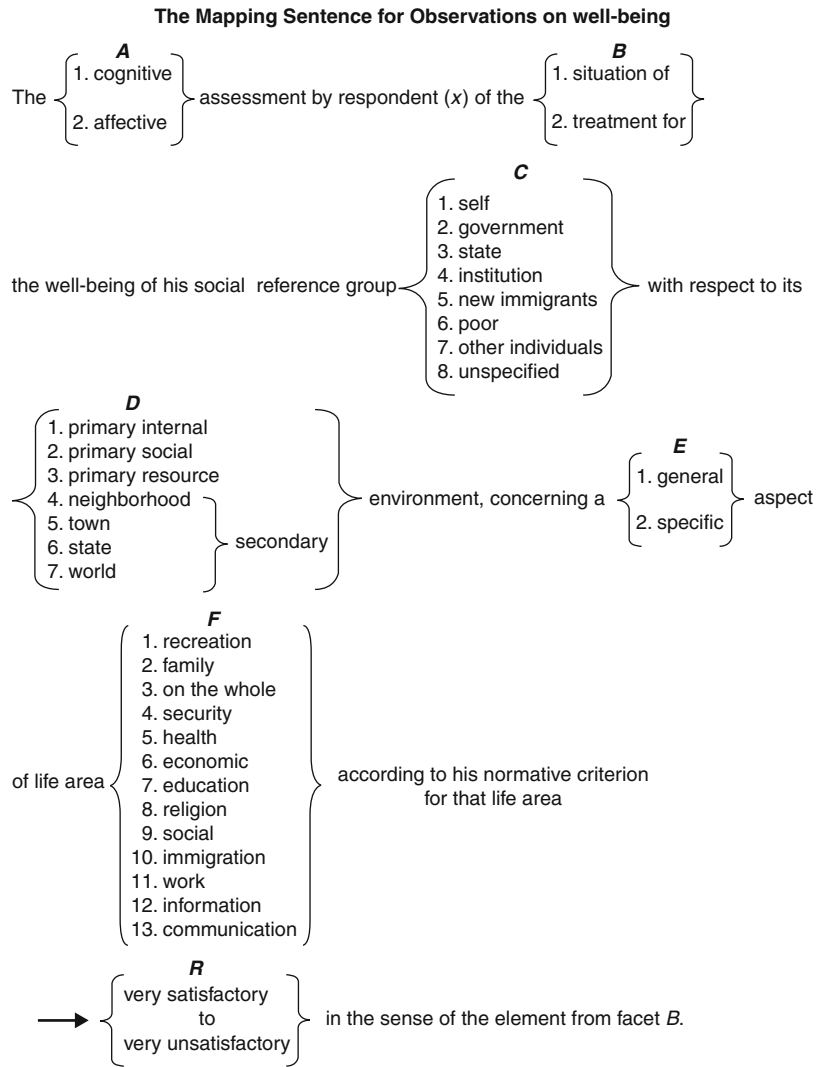 The Mapping Sentence for Observations on well-being
A
B
The
1. cognitive
2. affective
assessment by respondent (x) of the
1. situation of
2. treatment for
C
the well-being of his social reference group
1. self
2. government
3. state
4. institution
5. new immigrants
6. poor
7. other individuals
8. unspecified
with respect to its
D
1. primary internal
2. primary social
3. primary resource
4. neighborhood
5. town
6. state
7. world
secondary
environment, concerning a
E
1. general
2. specific
aspect
F
of life area
1. recreation
2. family
3. on the whole
4. security
5. health
6. economic
7. education
8. religion
9. social
10. immigration
11. work
12. information
13. communication
according to his normative criterion
for that life area
R
very satisfactory
to
very unsatisfactory
in the sense of the element from facet B.